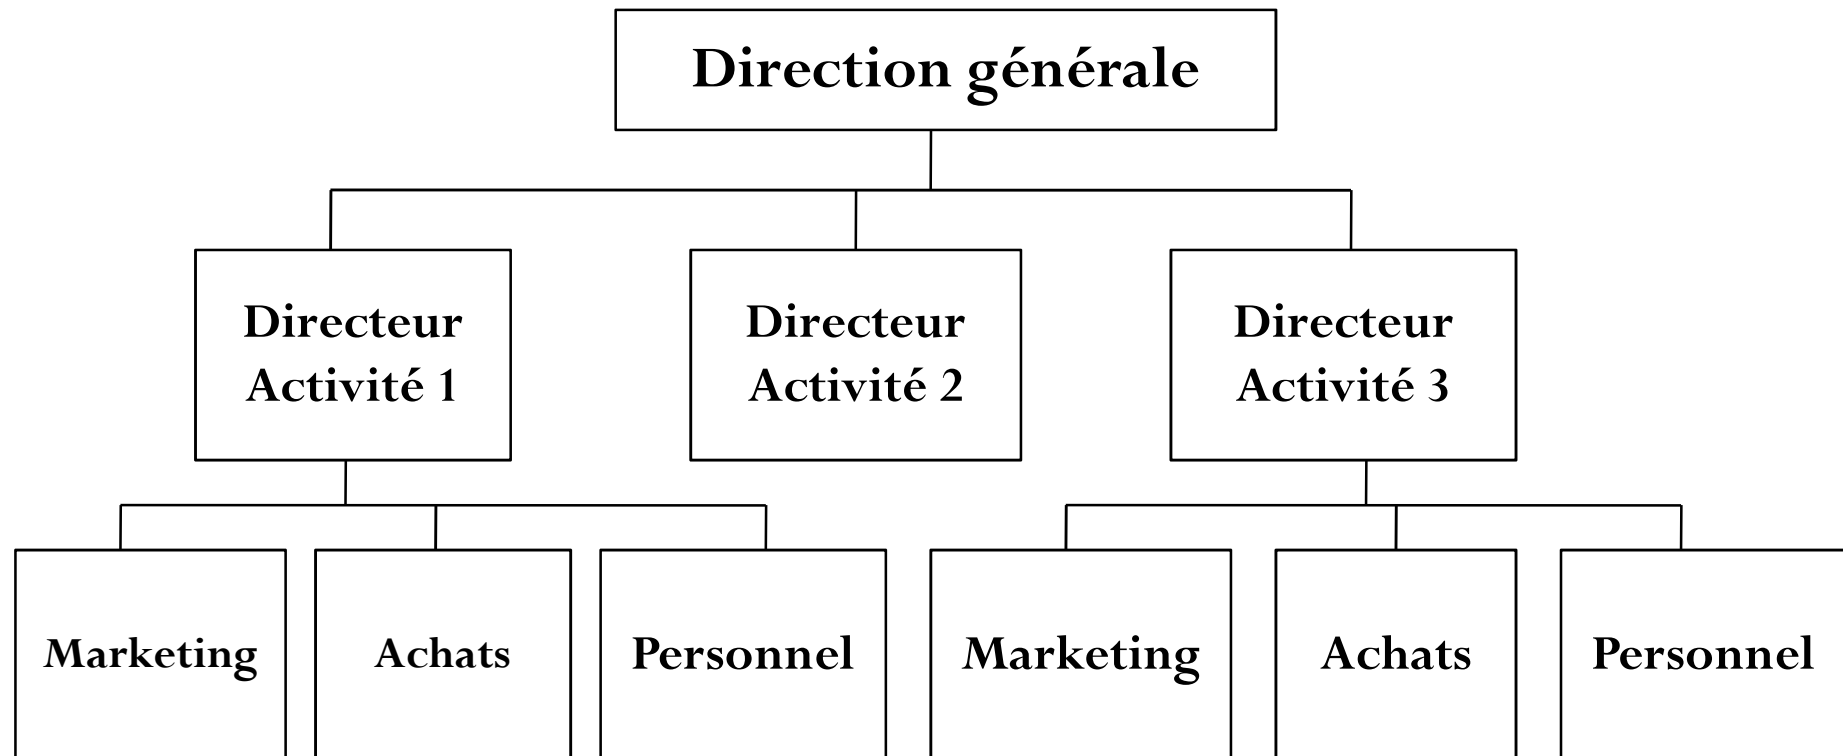 Direction générale
Directeur
Activité 1
Directeur
Activité 2
Directeur
Activité 3
Marketing
Achats
Personnel
Marketing
Achats
Personnel